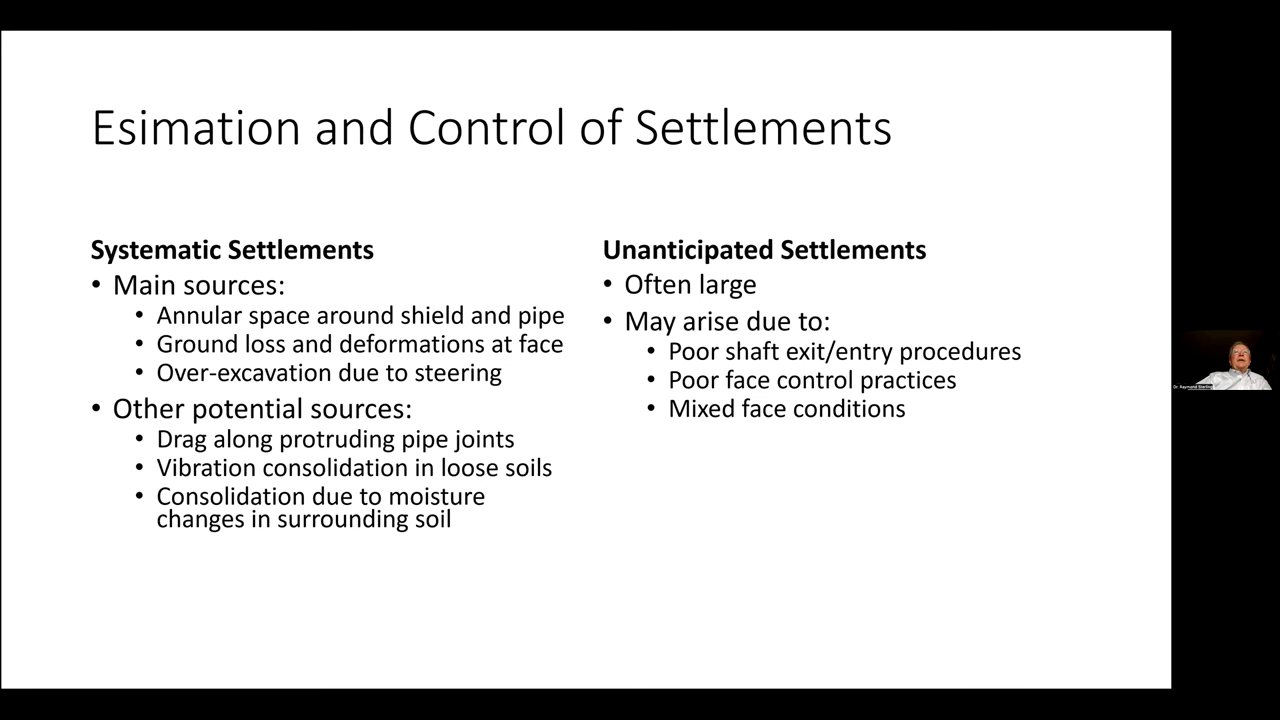 Esimation and Control of Settlements
Systematic Settlements
• Main sources:
• Annular space around shield and pipe
• Ground loss and deformations at face
• Over-excavation due to steering
• Other potential sources:
• Drag along protruding pipe joints
• Vibration consolidation in loose soils
• Consolidation due to moisture
changes in surrounding soil
Unanticipated Settlements
• Often large
• May arise due to:
• Poor shaft exit/entry procedures
• Poor face control practices
• Mixed face conditions
Dr. Raymond Sterling